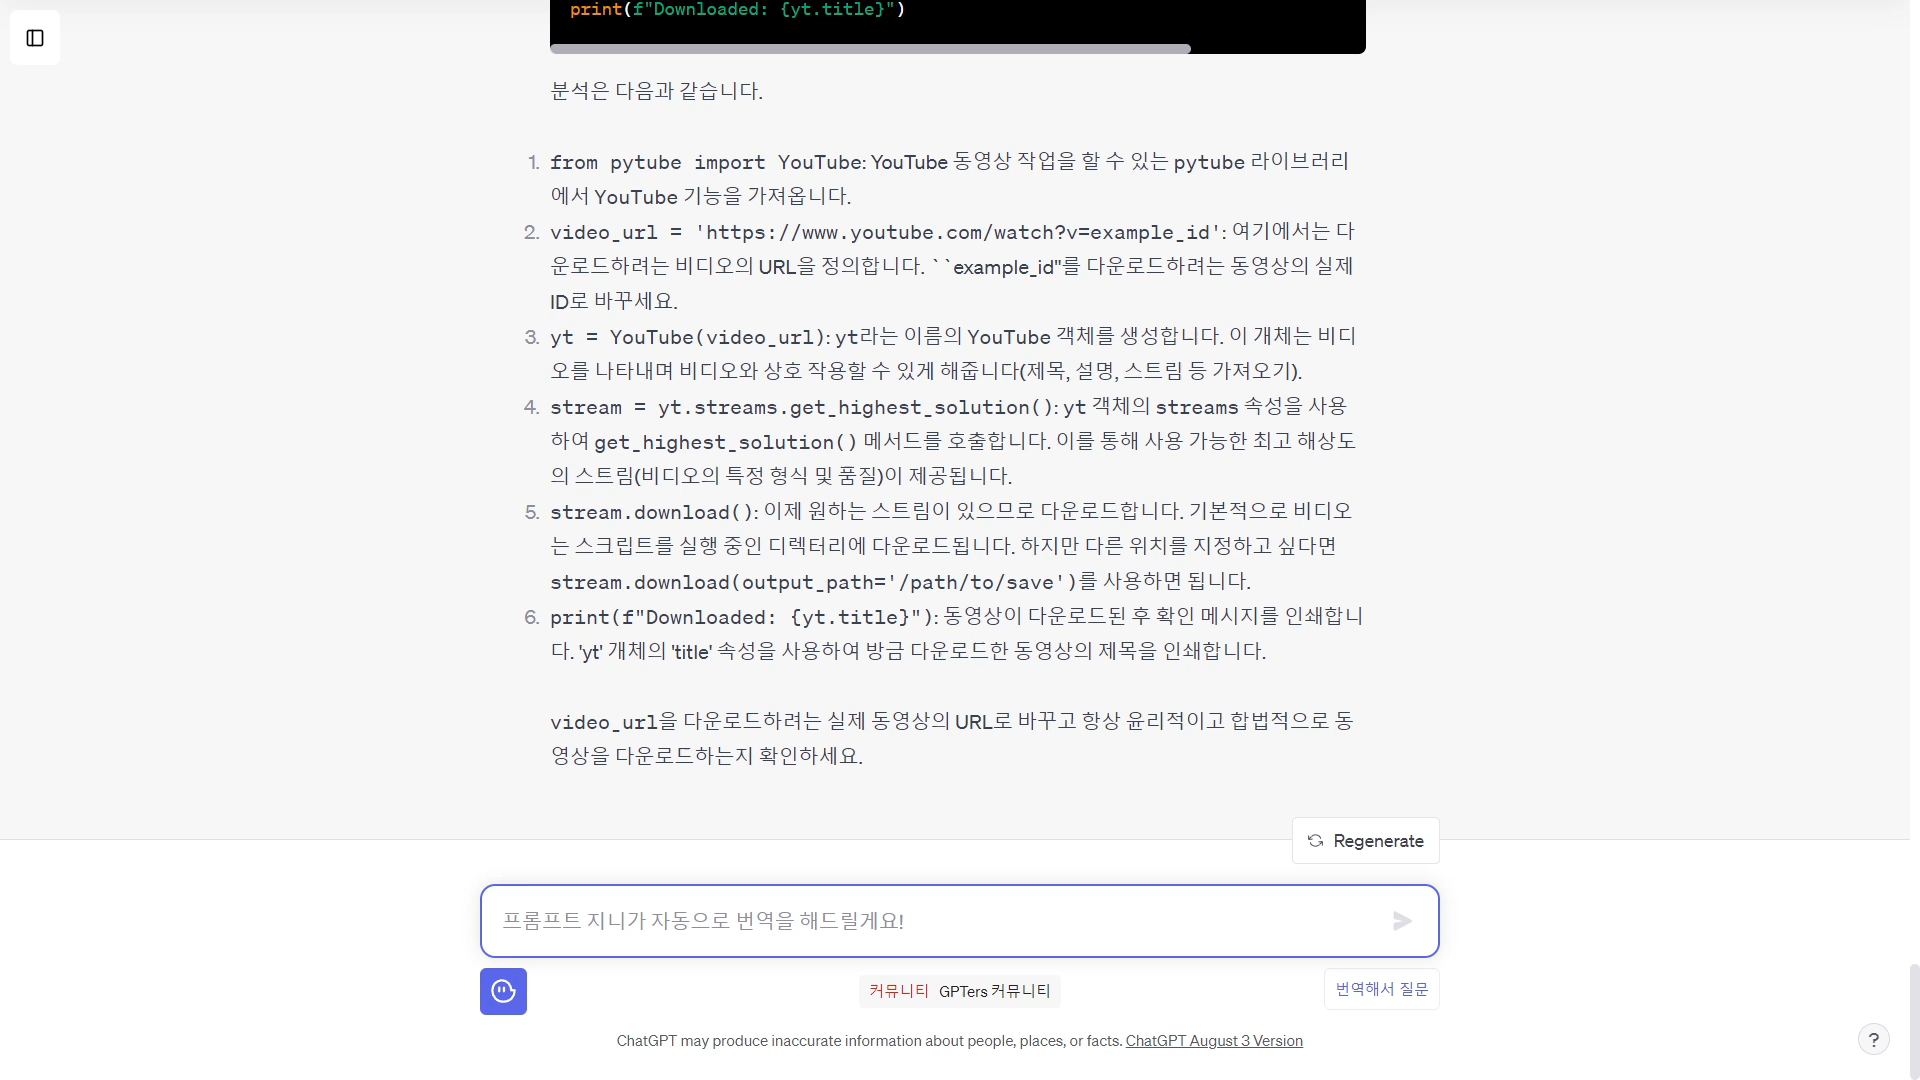 print(f"Downloaded: {yt.title}")
분석은 다음과 같습니다.
1. from pytube import YouTube: YouTube 동영상 작업을 할 수 있는 pytube 라이브러리
에서 YouTube 기능을 가져옵니다.
2. video_url = 'https://www.youtube.com/watch?v=example_id': 여기에서는 다
운로드하려는 비디오의 URL을 정의합니다. ``example_id"를 다운로드하려는 동영상의 실제
ID로 바꾸세요.
3. yt = YouTube(video_url): yt라는 이름의 YouTube 객체를 생성합니다. 이 개체는 비디
오를 나타내며 비디오와 상호 작용할 수 있게 해줍니다(제목, 설명, 스트림 등 가져오기).
4. stream = yt.streams.get_highest_solution(): yt 객체의 streams 속성을 사용
하여 get_highest_solution() 메서드를 호출합니다. 이를 통해 사용 가능한 최고 해상도
의 스트림(비디오의 특정 형식 및 품질)이 제공됩니다.
5. stream.download(): 이제 원하는 스트림이 있으므로 다운로드합니다. 기본적으로 비디오
는 스크립트를 실행 중인 디렉터리에 다운로드됩니다. 하지만 다른 위치를 지정하고 싶다면
stream.download(output_path='/path/to/save')를 사용하면 됩니다.
6. print(f"Downloaded: {yt.title}"): 동영상이 다운로드된 후 확인 메시지를 인쇄합니
다. 'yt' 개체의 'title' 속성을 사용하여 방금 다운로드한 동영상의 제목을 인쇄합니다.
video_url을 다운로드하려는 실제 동영상의 URL로 바꾸고 항상 윤리적이고 합법적으로 동
영상을 다운로드하는지 확인하세요.
Regenerate
프롬프트 지니가 자동으로 번역을 해드릴게요!
커뮤니티 GPTers 커뮤니티
번역해서 질문
ChatGPT may produce inaccurate information about people, places, or facts. ChatGPT August 3 Version
?